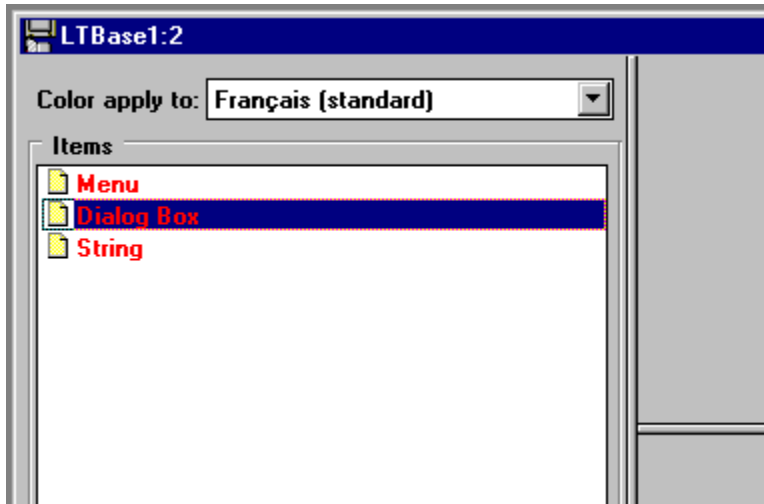 LTBase1:2
Color apply to: Français (standard)
Items
Menu
Dialog Box
String